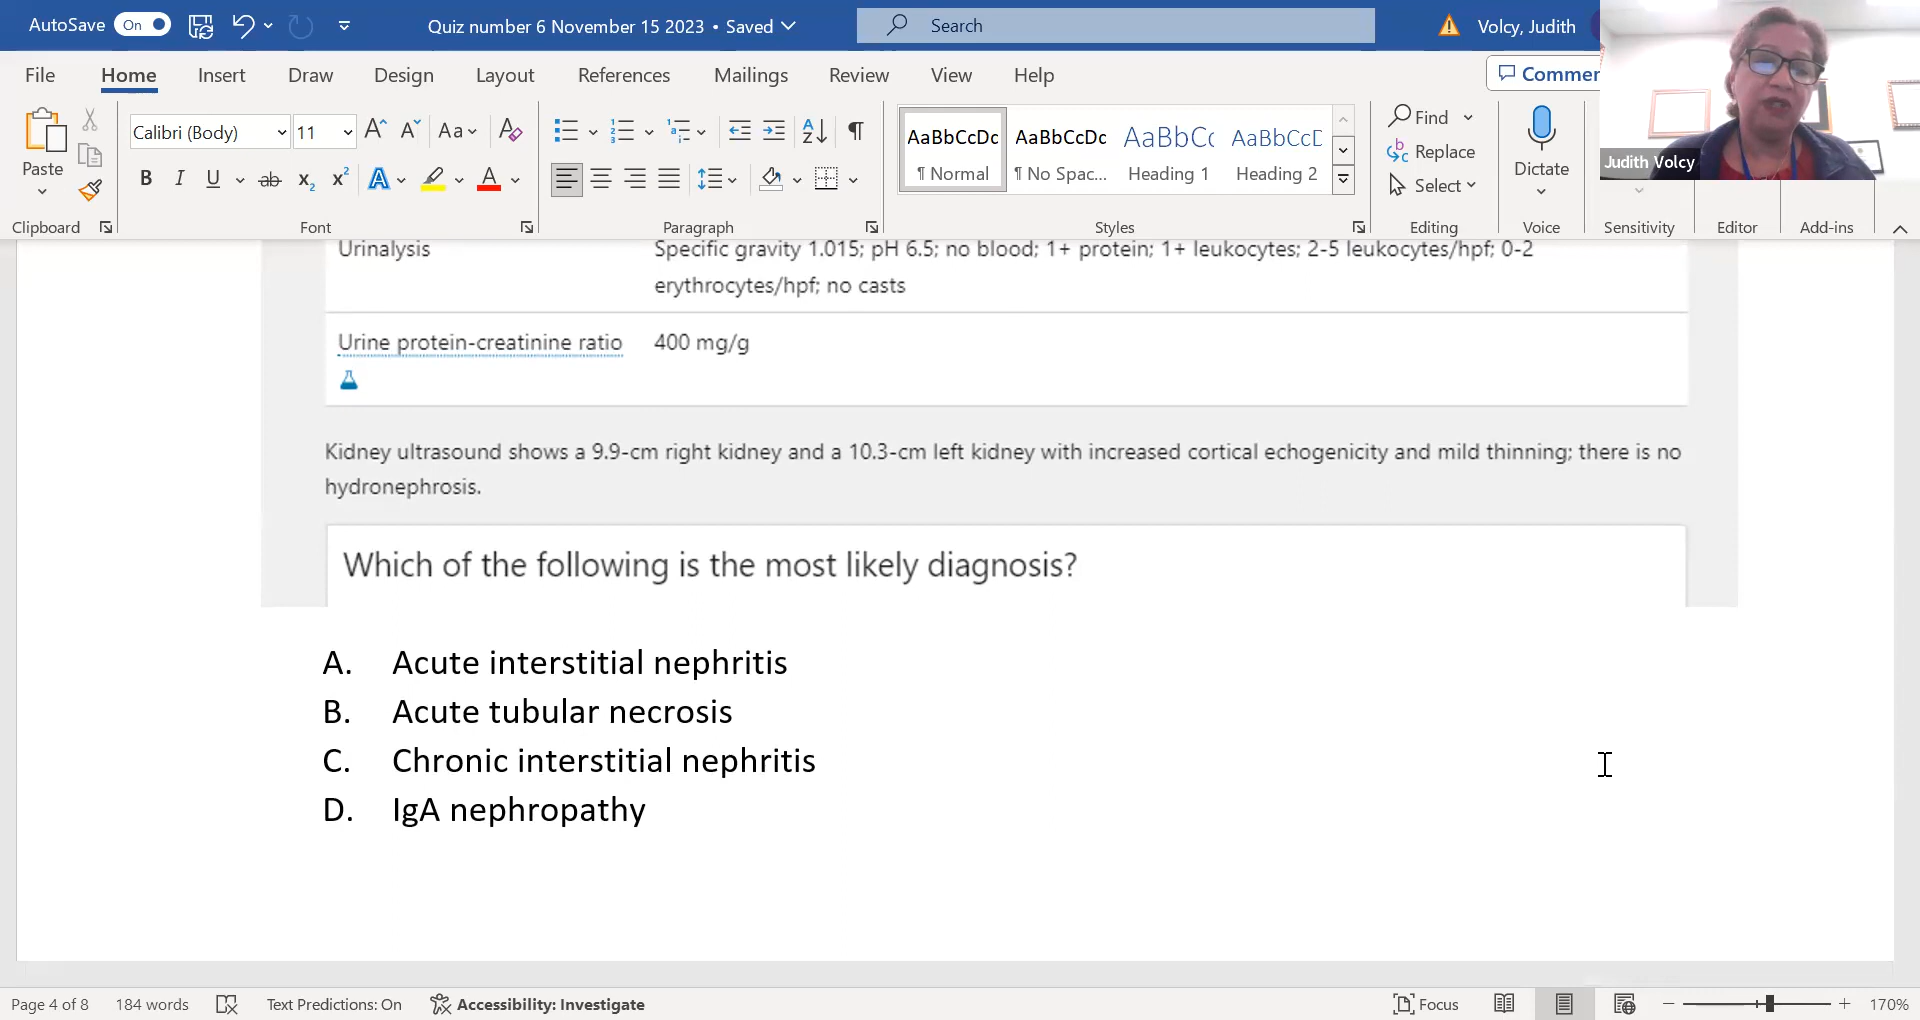 AutoSave On
Quiz number 6 November 15 2023 • Saved
Search
Volcy, Judith
File Home Insert Draw Design Layout References Mailings Review View Help
Commen
Calibri (Body) 11
Aa
Paste
B I U ab x2 x2 A A
AaBbCcDc AaBbCcDc AaBbCc AaBbCcD
¶ Normal ¶ No Spac... Heading 1 Heading 2
Find
Replace
Select
Dictate
Judith Volcy
Clipboard Font Paragraph Styles Editing Voice Sensitivity Editor Add-ins
Urinalysis Specific gravity 1.015; pH 6.5; no blood; 1+ protein; 1+ leukocytes; 2-5 leukocytes/hpf; 0-2
erythrocytes/hpf; no casts
Urine protein-creatinine ratio 400 mg/g
Kidney ultrasound shows a 9.9-cm right kidney and a 10.3-cm left kidney with increased cortical echogenicity and mild thinning; there is no
hydronephrosis.
Which of the following is the most likely diagnosis?
A. Acute interstitial nephritis
B. Acute tubular necrosis
C. Chronic interstitial nephritis
D. IgA nephropathy
Page 4 of 8 184 words Text Predictions: On Accessibility: Investigate Focus 170%